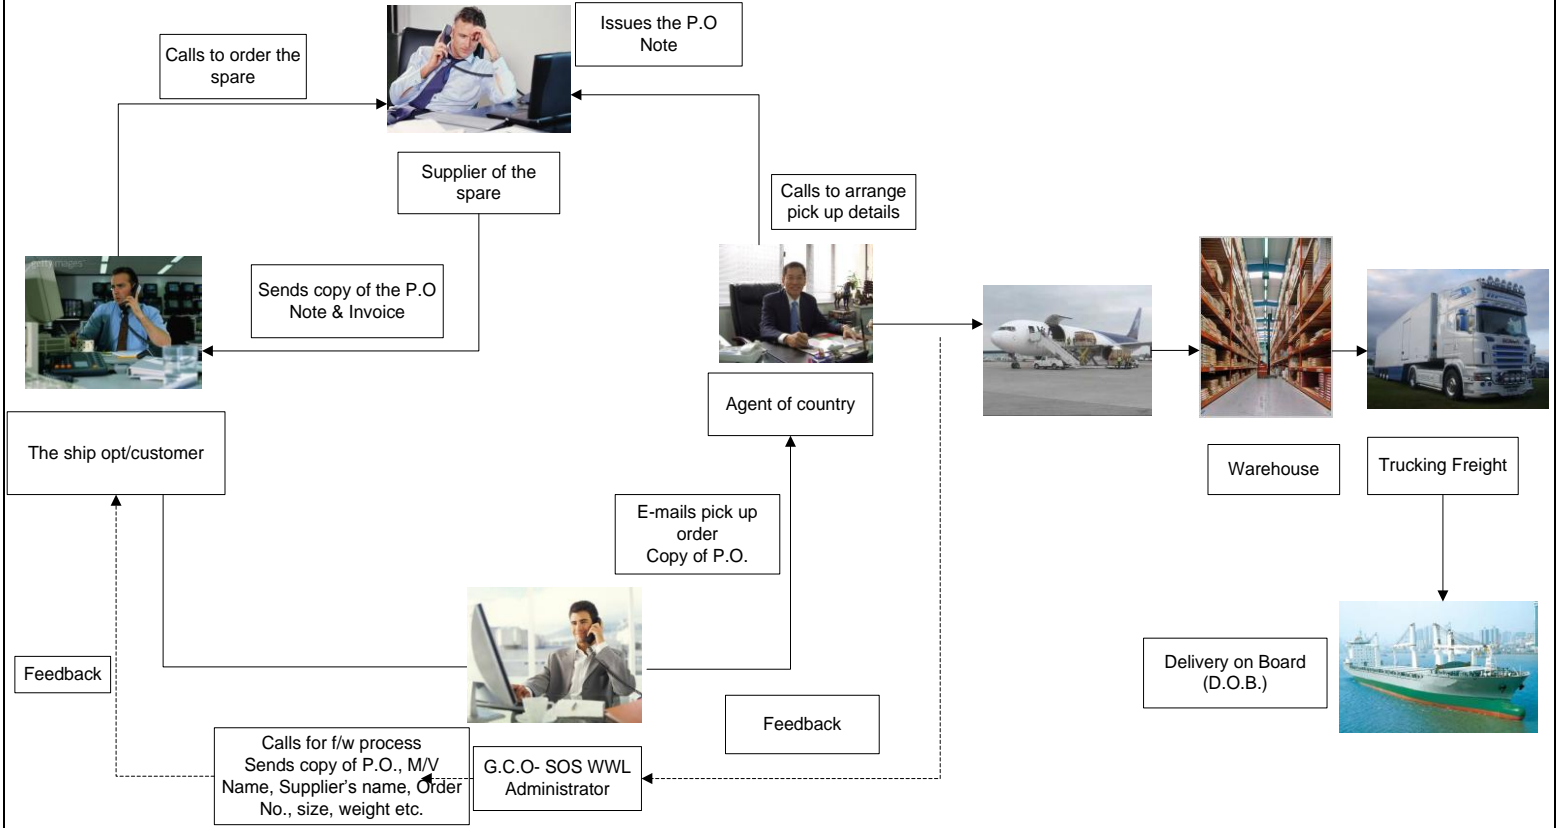 Issues the P.O
Note
Calls to order the
spare
Supplier of the
spare
Calls to arrange
pick up details
Sends copy of the P.O
Note & Invoice
Agent of country
The ship opt/customer
Warehouse
Trucking Freight
E-mails pick up
order
Copy of P.O.
Feedback
Delivery on Board
(D.O.B.)
Feedback
Calls for f/w process
Sends copy of P.O., M/V
Name, Supplier’s name, Order
No., size, weight etc.
G.C.O- SOS WWL
Administrator